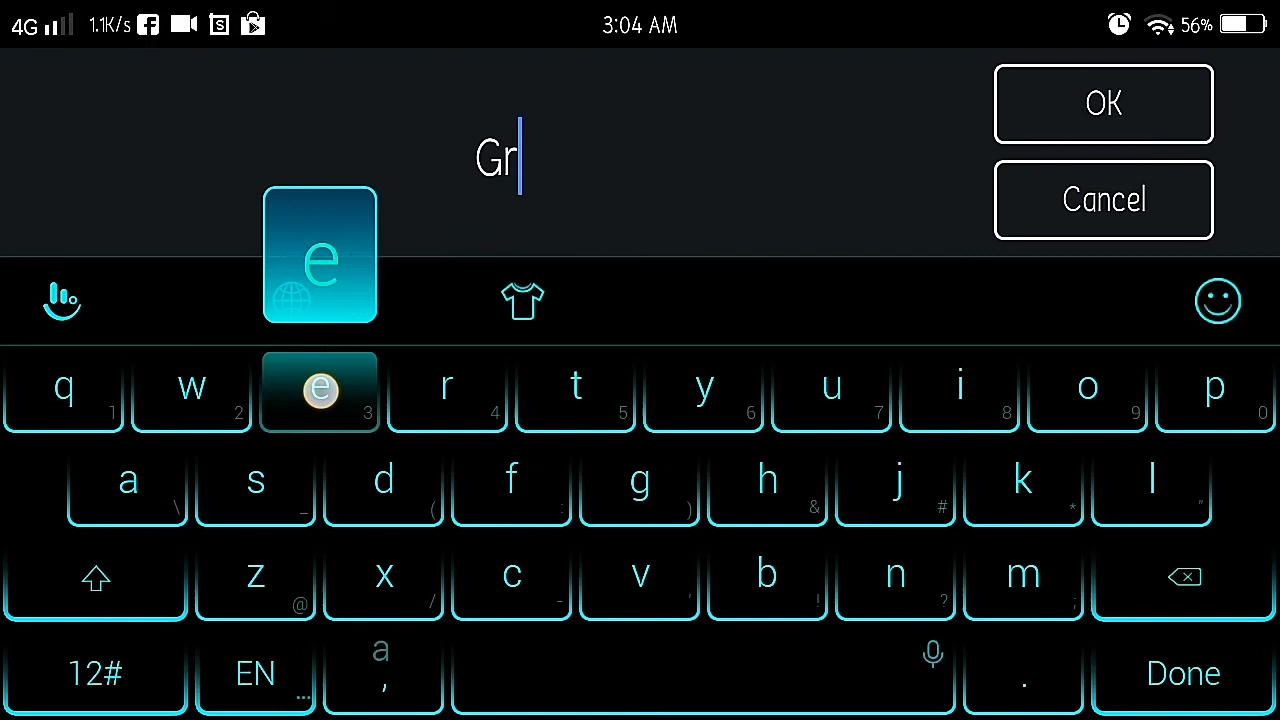 4G 1.1K/s 3:04 AM 56%
OK
Gr
Cancel
e
q 1 w 2 e 3 r 4 t 5 y 6 u 7 i 8 o 9 p 0
a \ s _ d ( f : g ) h & j # k * l "
z @ x / c - v ' b ! n ? m ;
12# EN ... a , . Done